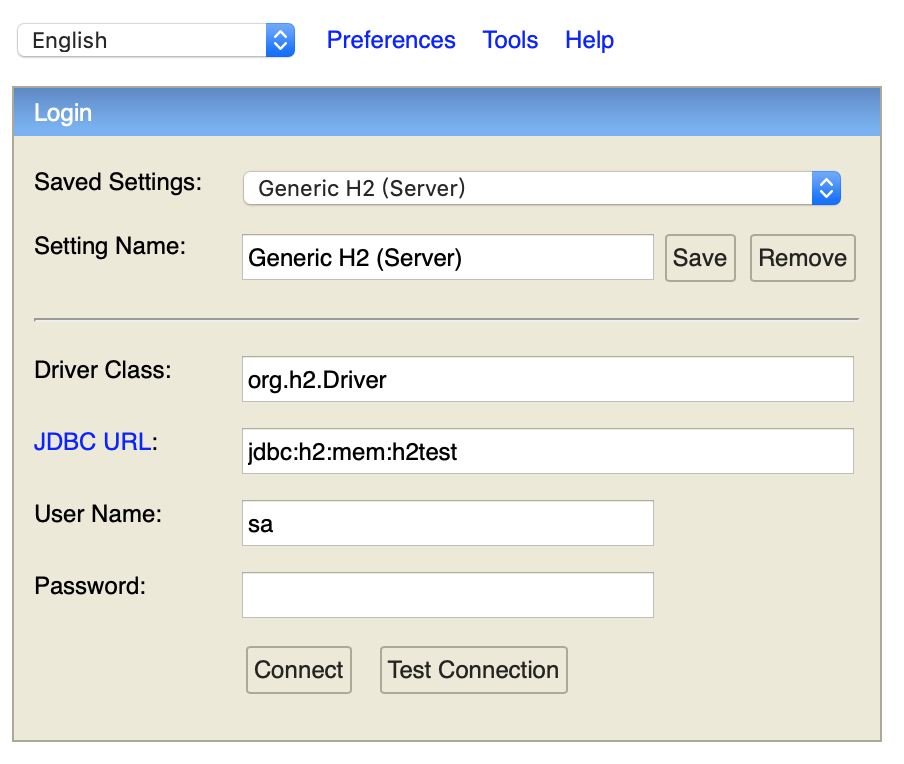 English Preferences Tools Help
Login
Saved Settings: Generic H2 (Server)
Setting Name: Generic H2 (Server) Save Remove
Driver Class: org.h2.Driver
JDBC URL: jdbc:h2:mem:h2test
User Name: sa
Password:
Connect Test Connection